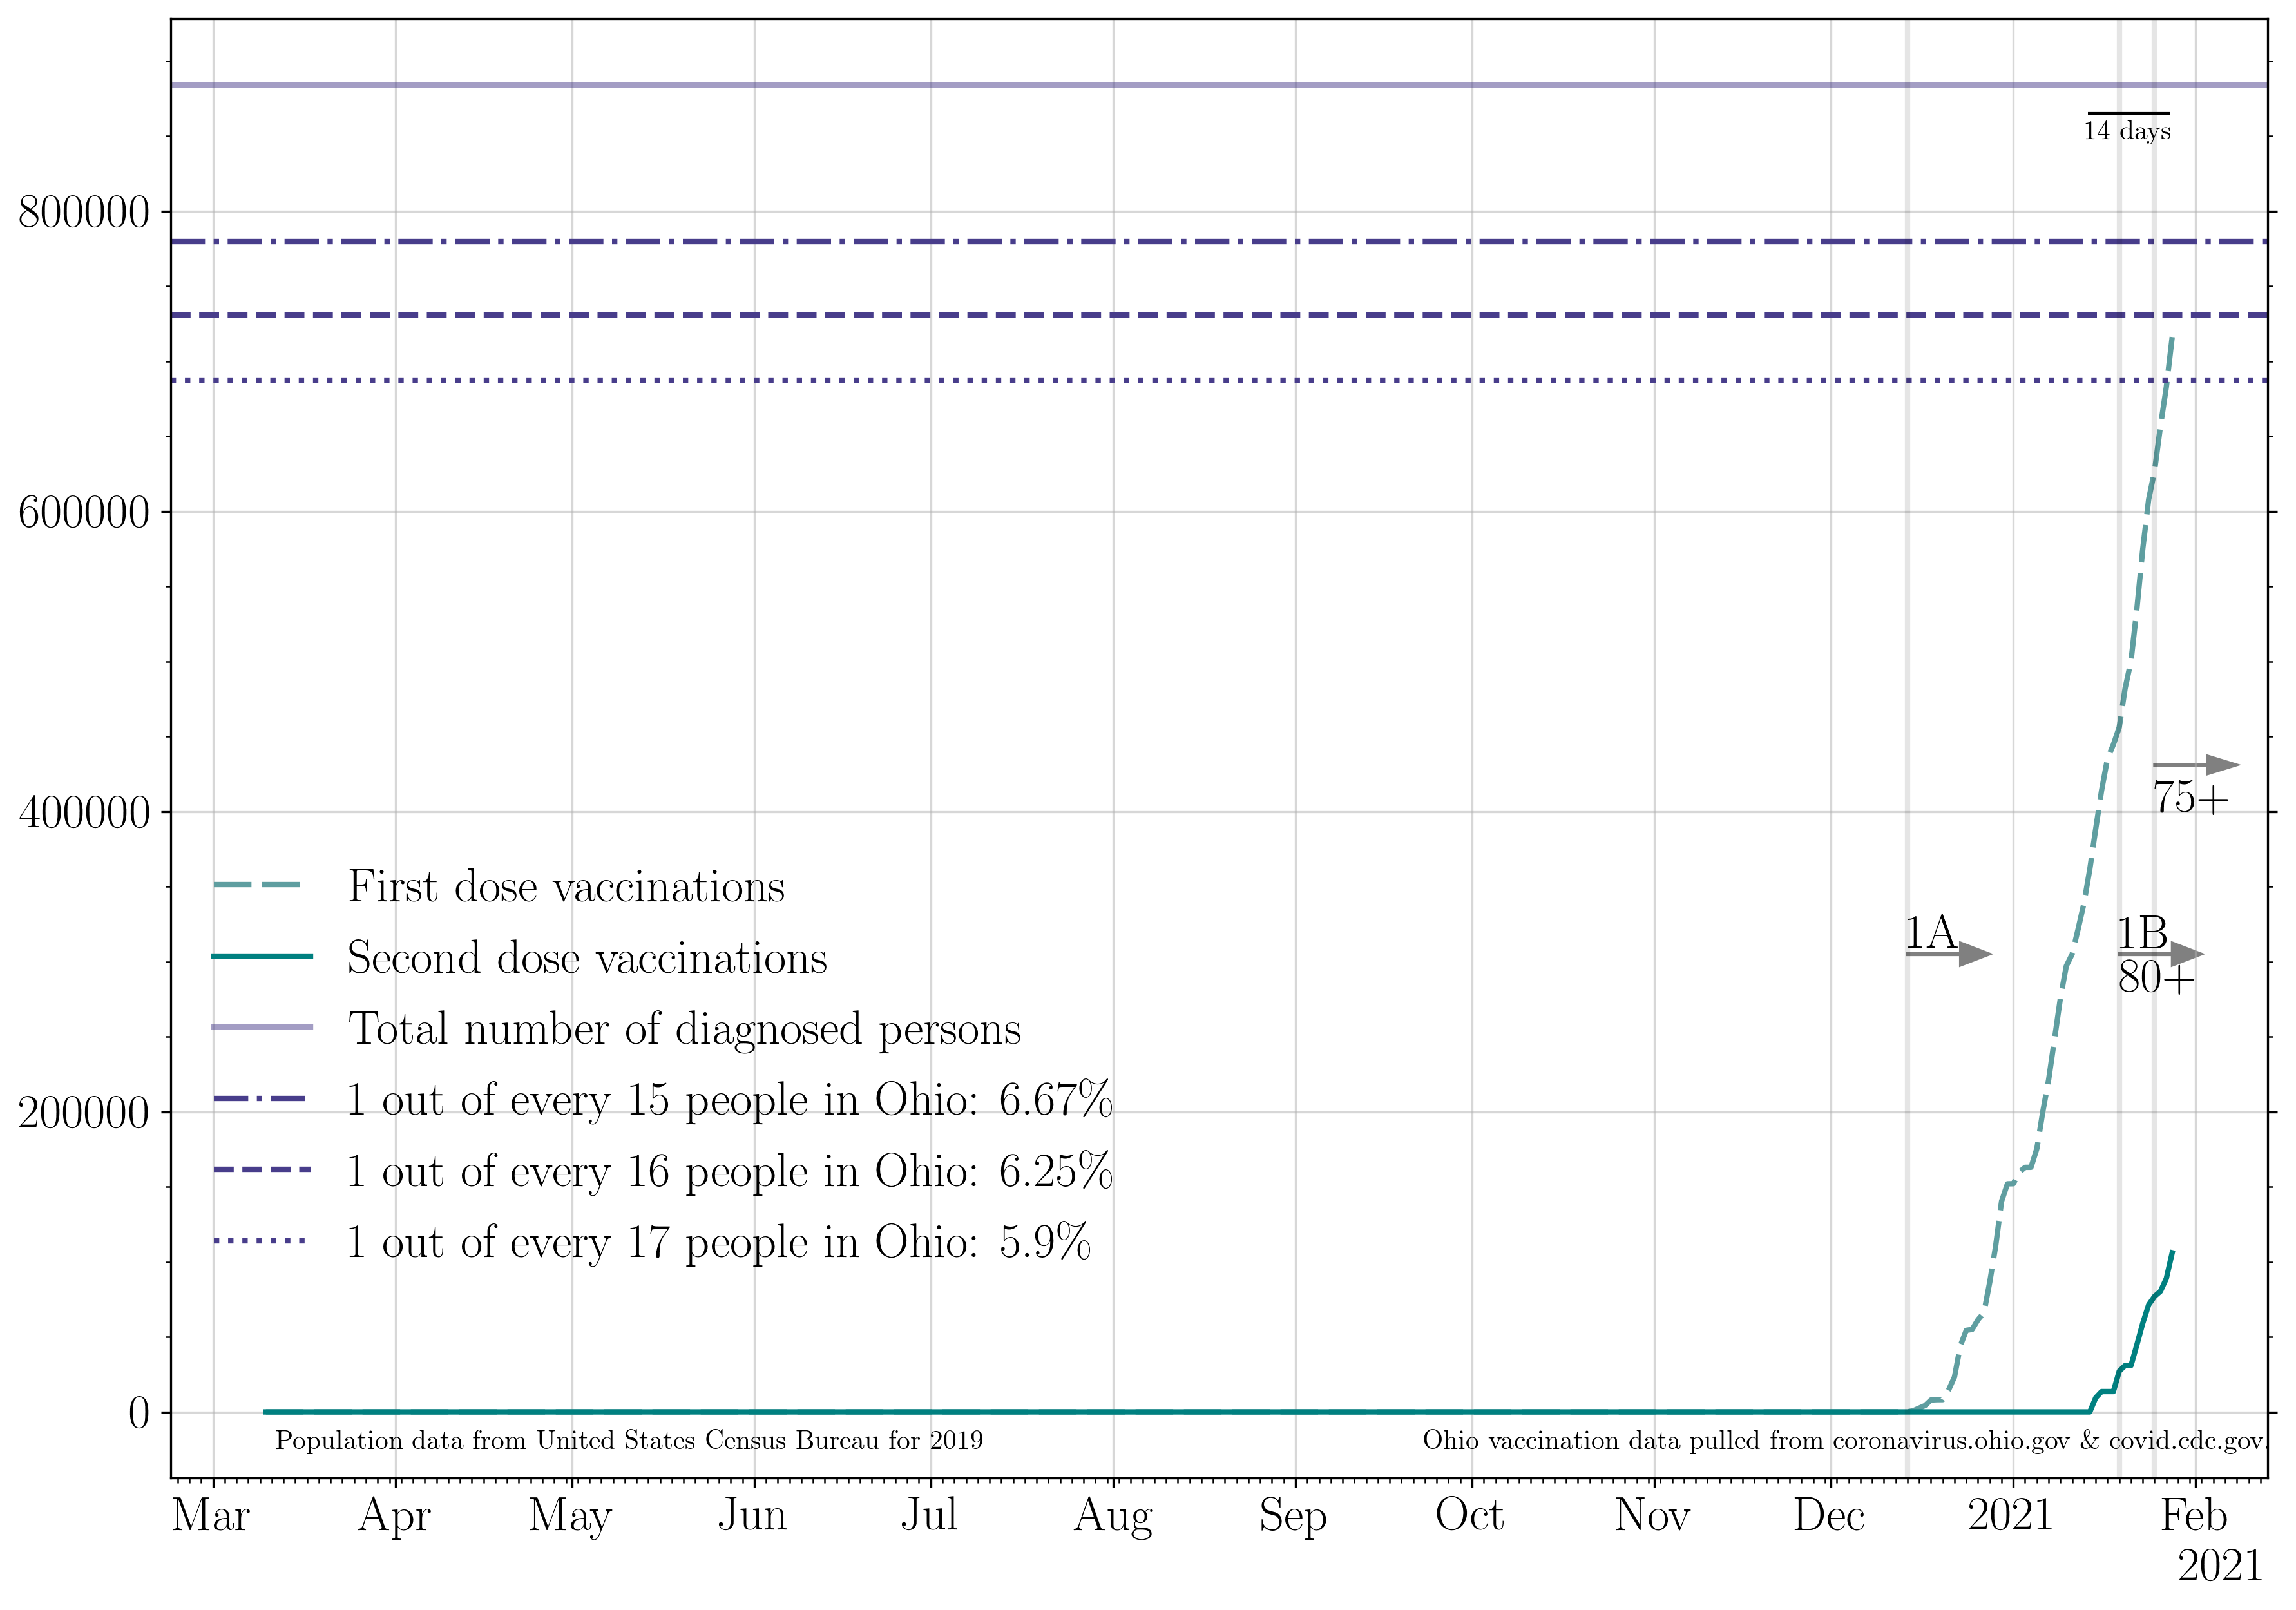 14 days
800000
600000
400000
200000
0
75+
1A
1B
80+
First dose vaccinations
Second dose vaccinations
Total number of diagnosed persons
1 out of every 15 people in Ohio: 6.67%
1 out of every 16 people in Ohio: 6.25%
1 out of every 17 people in Ohio: 5.9%
Population data from United States Census Bureau for 2019
Ohio vaccination data pulled from coronavirus.ohio.gov & covid.cdc.gov.
Mar Apr May Jun Jul Aug Sep Oct Nov Dec 2021 Feb
2021